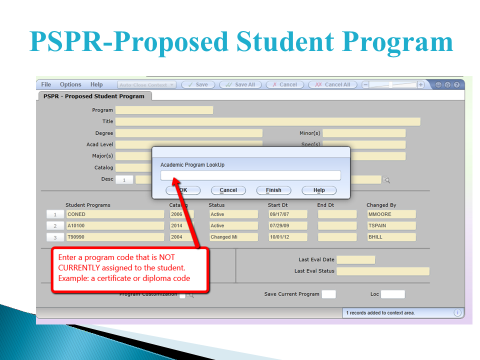 PSPR-Proposed Student Program
File Options Help Save Save All Cancel Cancel All
PSPR - Proposed Student Program
Program
Title
Degree Minor(s)
Acad Level Spec(s)
Major(s)
Catalog
Desc 1
Academic Program LookUp
OK Cancel Finish Help
Student Programs Catalog Status Start Dt End Dt Changed By
1 CONED 2006 Active 09/17/07 MMOORE
2 A10100 2014 Active 07/28/09 TSPAIN
3 T90990 2004 Changed Ml 10/01/12 BHILL
Enter a program code that is NOT
CURRENTLY assigned to the student.
Example: a certificate or diploma code
Last Eval Date
Last Eval Status
Program Customization Save Current Program Loc
1 records added to context area.